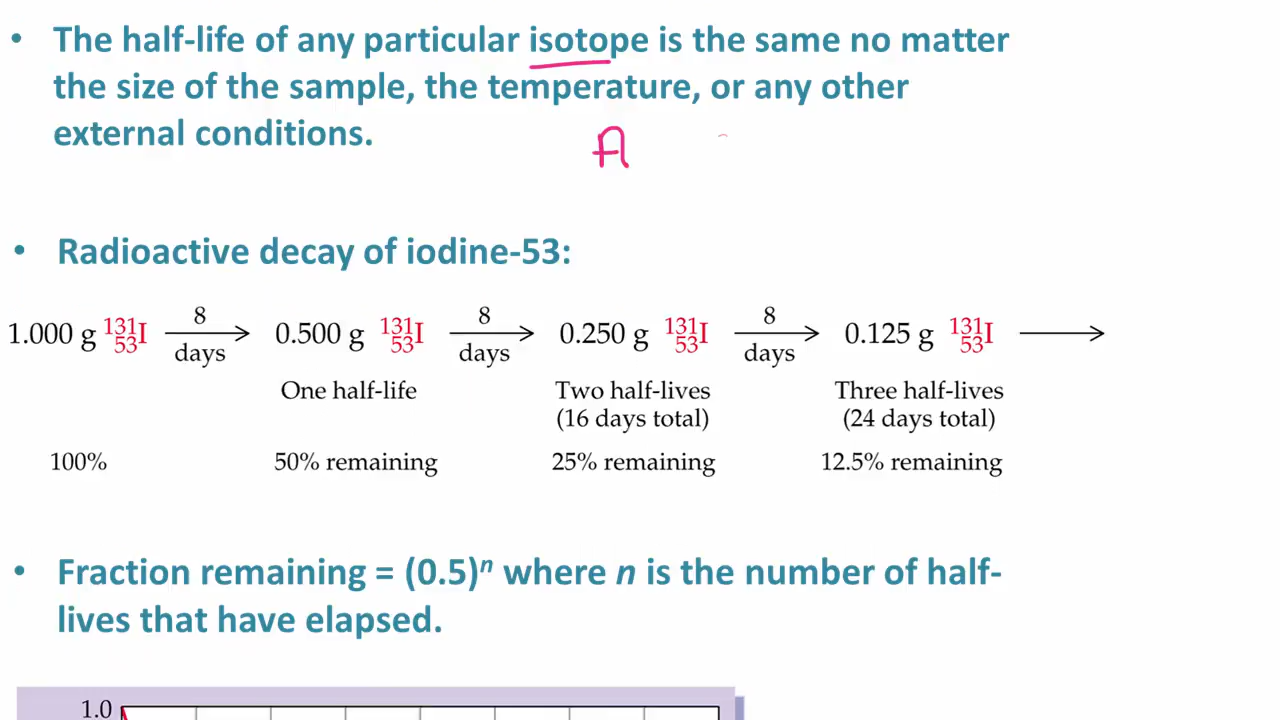 • The half-life of any particular isotope is the same no matter
the size of the sample, the temperature, or any other
external conditions.
A
• Radioactive decay of iodine-53:
1.000 g ¹³¹₅₃I —8 days→ 0.500 g ¹³¹₅₃I —8 days→ 0.250 g ¹³¹₅₃I —8 days→ 0.125 g ¹³¹₅₃I ⟶
One half-life Two half-lives Three half-lives
(16 days total) (24 days total)
100% 50% remaining 25% remaining 12.5% remaining
• Fraction remaining = (0.5)ⁿ where n is the number of half-
lives that have elapsed.
1.0